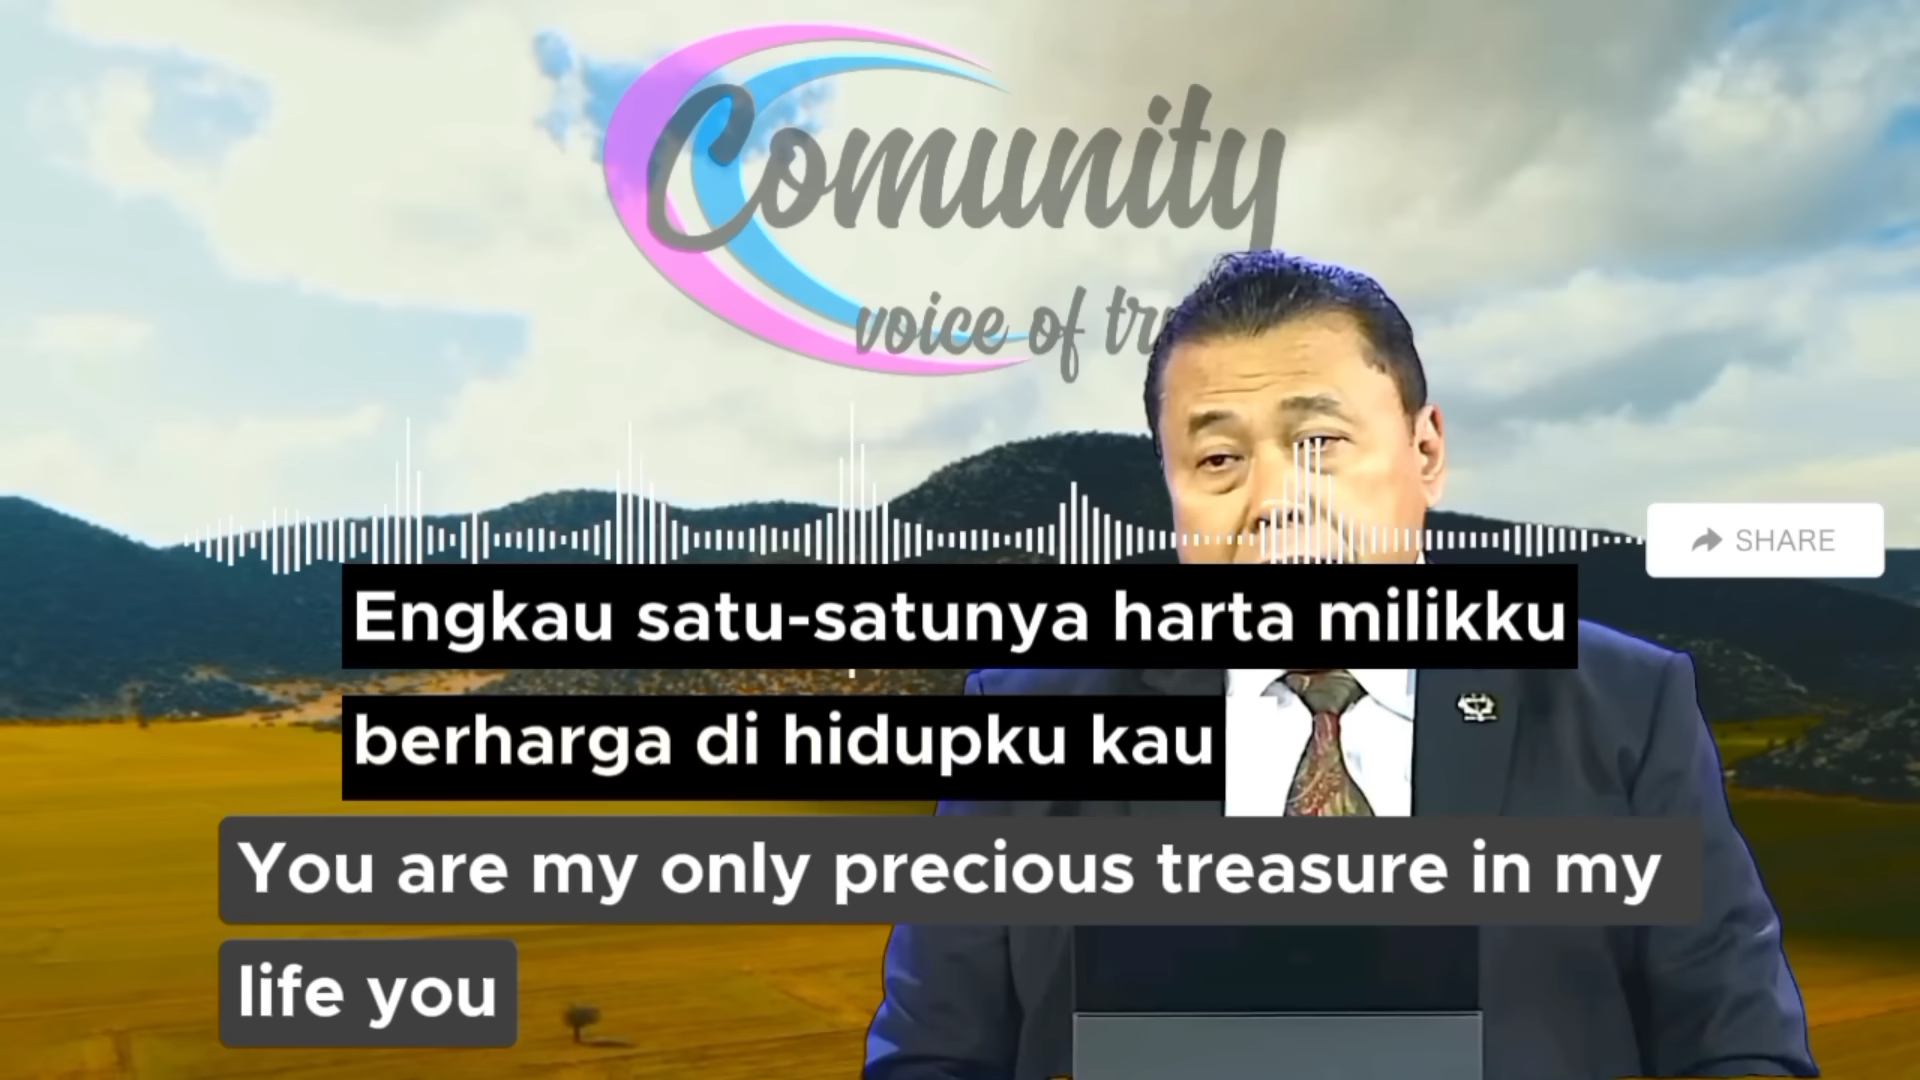 Comunity
voice of
SHARE
Engkau satu-satunya harta milikku
berharga di hidupku kau
You are my only precious treasure in my
life you